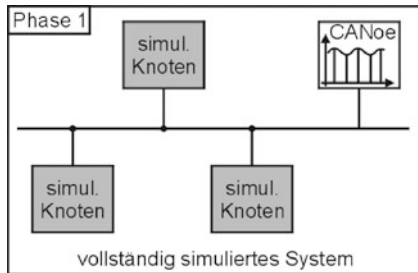 Phase 1
simul.
Knoten
CANoe
simul.
Knoten
simul.
Knoten
vollständig simuliertes System